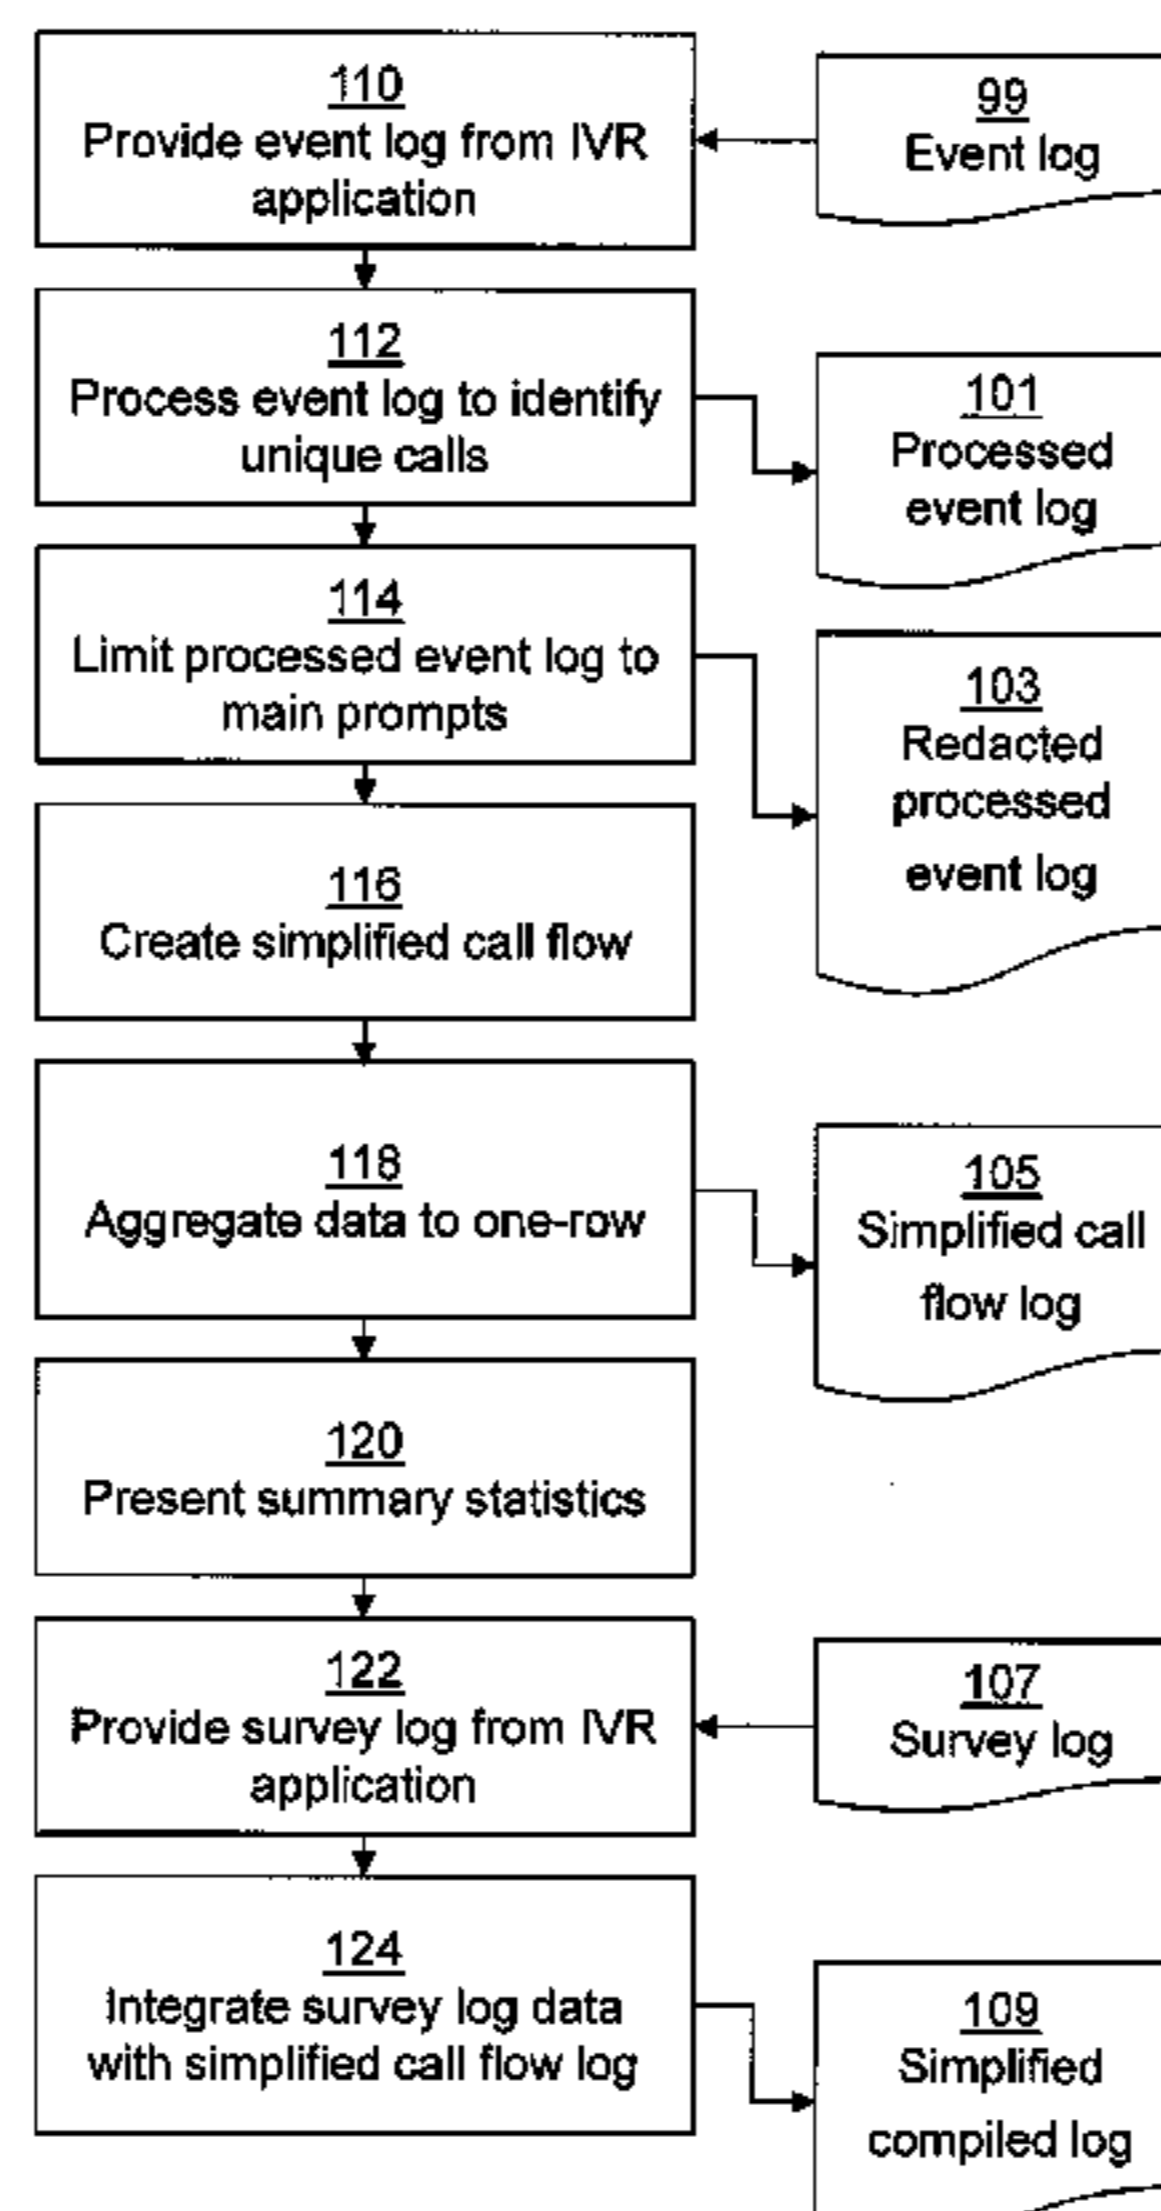 110
Provide event log from IVR
application
99
Event log
112
Process event log to identify
unique calls
101
Processed
event log
114
Limit processed event log to
main prompts
103
Redacted
processed
event log
116
Create simplified call flow
118
Aggregate data to one-row
105
Simplified call
flow log
120
Present summary statistics
122
Provide survey log from IVR
application
107
Survey log
124
Integrate survey log data
with simplified call flow log
109
Simplified
compiled log